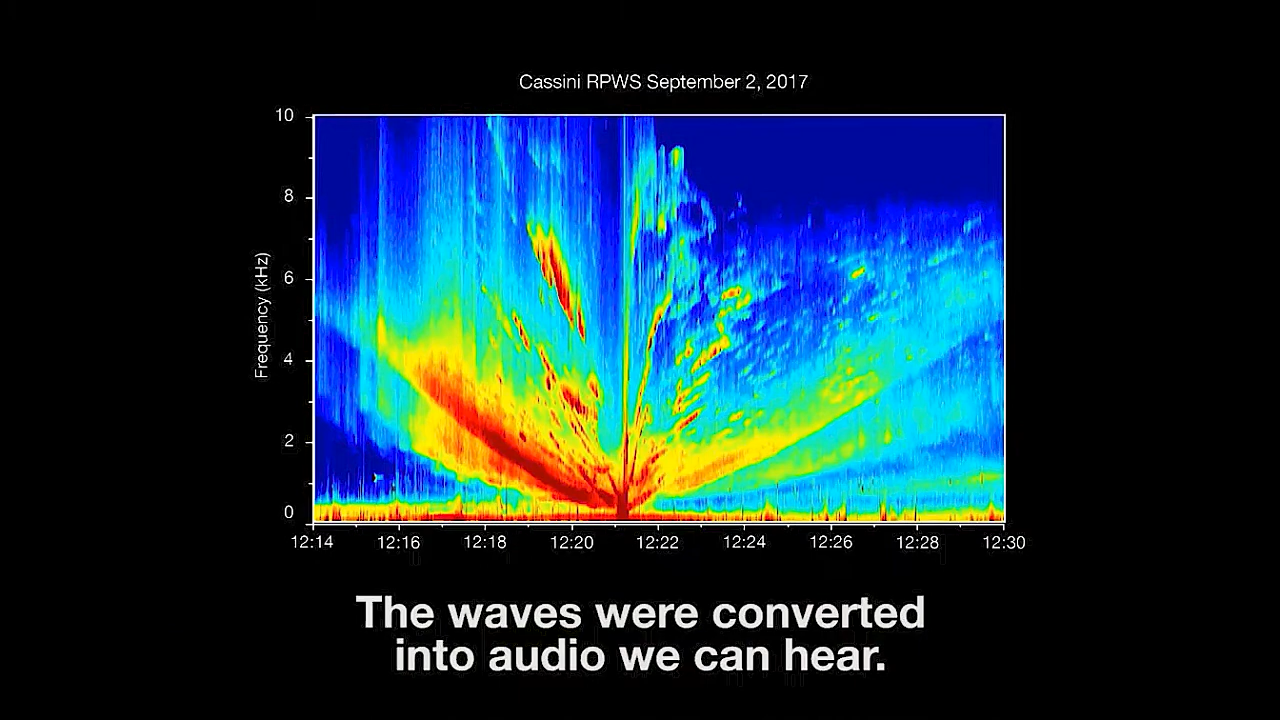 Cassini RPWS September 2, 2017
10
8
6
4
2
0
Frequency (kHz)
12:14 12:16 12:18 12:20 12:22 12:24 12:26 12:28 12:30
The waves were converted
into audio we can hear.